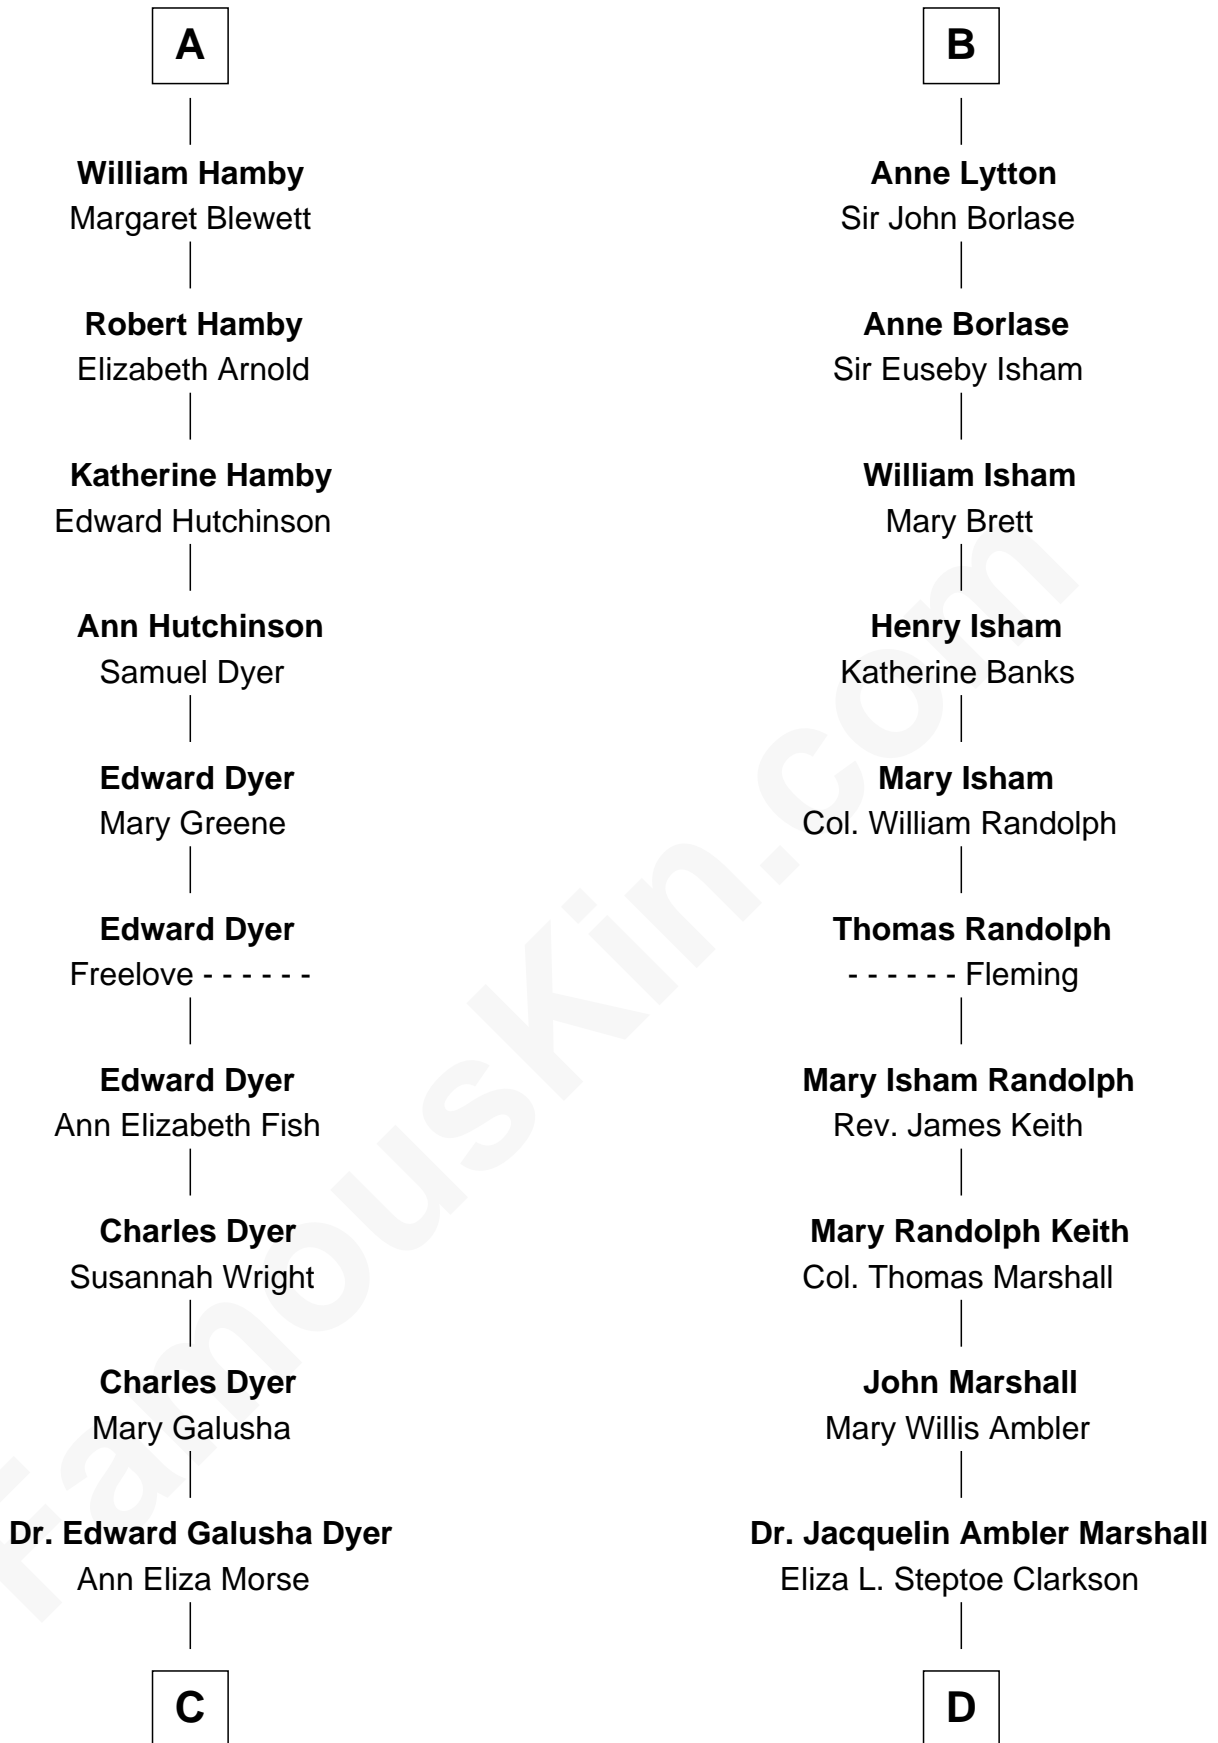 A
William Hamby
Margaret Blewett
Robert Hamby
Elizabeth Arnold
Katherine Hamby
Edward Hutchinson
Ann Hutchinson
Samuel Dyer
Edward Dyer
Mary Greene
Edward Dyer
Freelove - - - - - -
Edward Dyer
Ann Elizabeth Fish
Charles Dyer
Susannah Wright
Charles Dyer
Mary Galusha
Dr. Edward Galusha Dyer
Ann Eliza Morse
C
B
Anne Lytton
Sir John Borlase
Anne Borlase
Sir Euseby Isham
William Isham
Mary Brett
Henry Isham
Katherine Banks
Mary Isham
Col. William Randolph
Thomas Randolph
- - - - - - Fleming
Mary Isham Randolph
Rev. James Keith
Mary Randolph Keith
Col. Thomas Marshall
John Marshall
Mary Willis Ambler
Dr. Jacquelin Ambler Marshall
Eliza L. Steptoe Clarkson
D
FamousKin.com